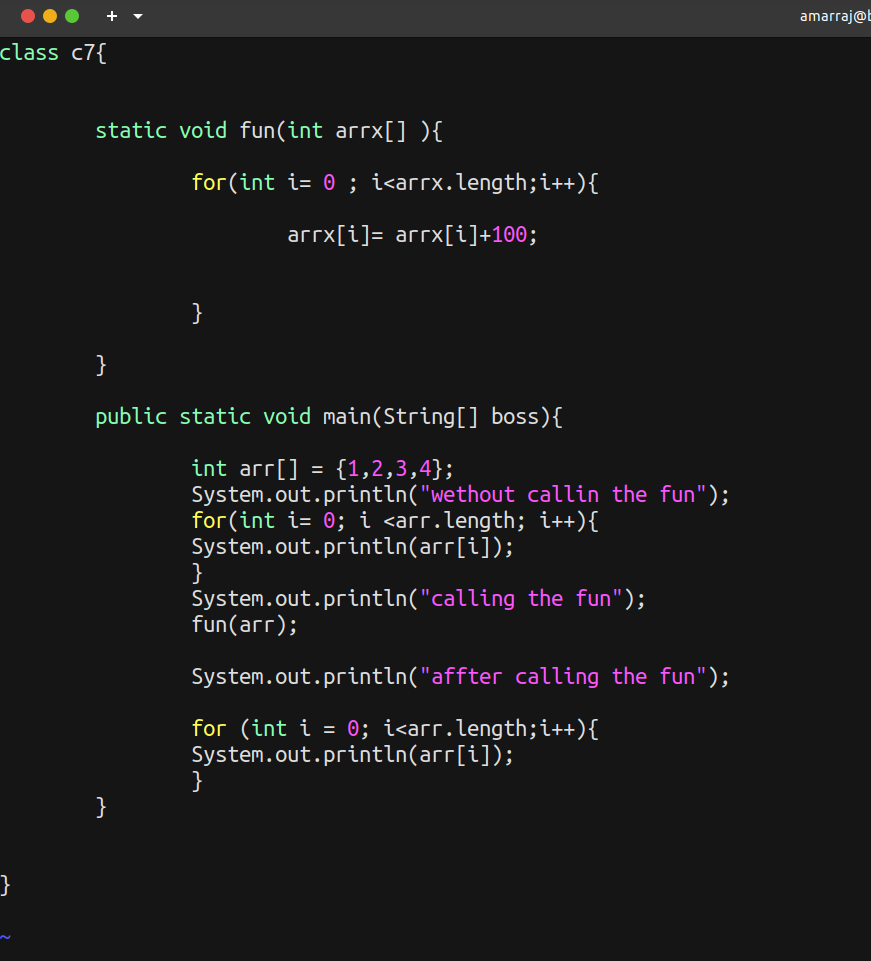 +
amarraj@b
class c7{
static void fun(int arrx[] ){
for(int i= 0 ; i<arrx.length;i++){
arrx[i]= arrx[i]+100;
}
}
public static void main(String[] boss){
int arr[] = {1,2,3,4};
System.out.println("wethout callin the fun");
for(int i= 0; i <arr.length; i++){
System.out.println(arr[i]);
}
System.out.println("calling the fun");
fun(arr);
System.out.println("affter calling the fun");
for (int i = 0; i<arr.length;i++){
System.out.println(arr[i]);
}
}
}
~